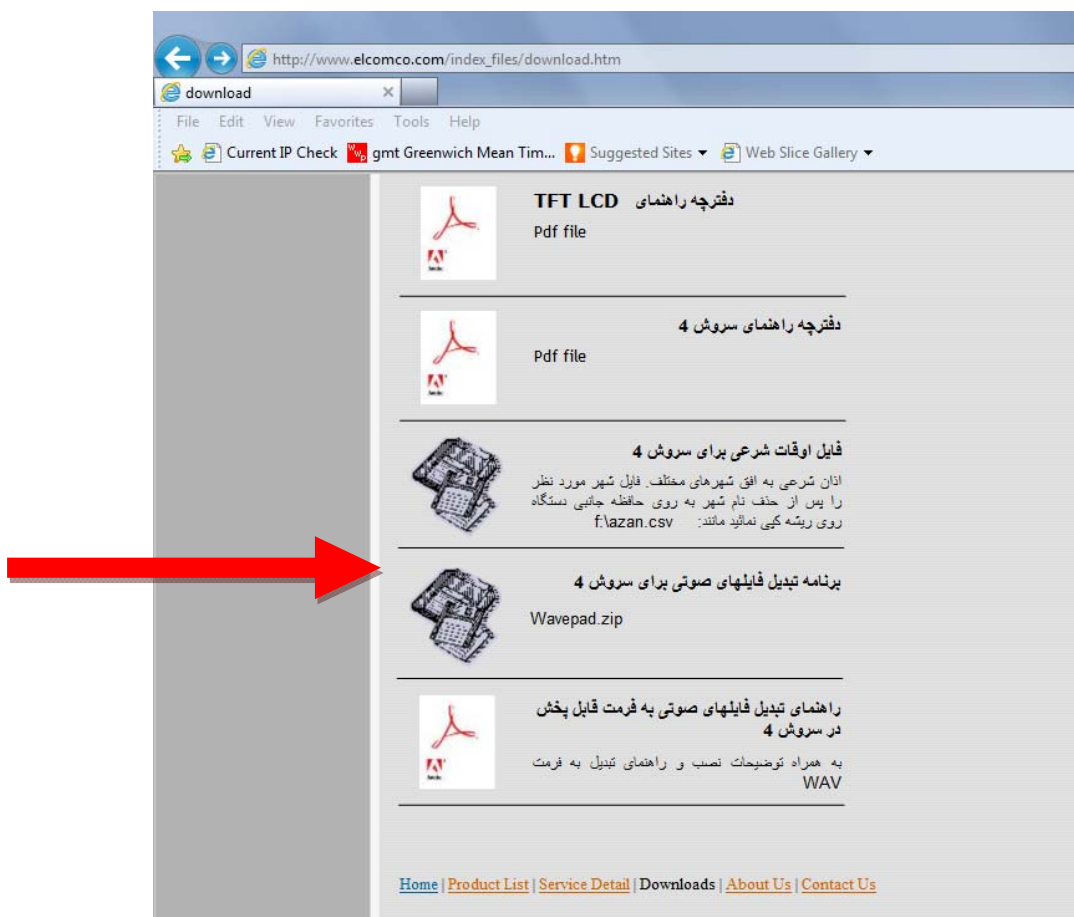 http://www.elcomco.com/index_files/download.htm
download
File Edit View Favorites Tools Help
Current IP Check gmt Greenwich Mean Tim... Suggested Sites Web Slice Gallery
دفترچه راهنمای TFT LCD
Pdf file
دفترچه راهنمای سروش 4
Pdf file
فایل اوقات شرعی برای سروش 4
اذان شرعی به افق شهرهای مختلف. فایل شهر مورد نظر
را پس از حذف نام شهر به روی حافظه جانبی دستگاه
روی ریشه کپی نمائید مانند: f:\azan.csv
برنامه تبدیل فایلهای صوتی برای سروش 4
Wavepad.zip
راهنمای تبدیل فایلهای صوتی به فرمت قابل پخش
در سروش 4
به همراه توضیحات نصب و راهنمای تبدیل به فرمت
WAV
Home | Product List | Service Detail | Downloads | About Us | Contact Us